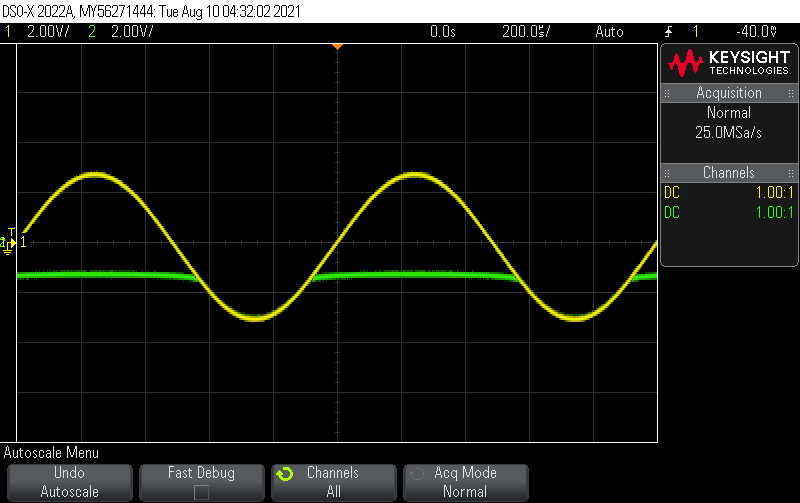 DSO-X 2022A, MY56271444: Tue Aug 10 04:32:02 2021
1 2.00V/ 2 2.00V/ 0.0s 200.0us/ Auto 1 -40.0V
KEYSIGHT
TECHNOLOGIES
Acquisition
Normal
25.0MSa/s
Channels
DC 1.00:1
DC 1.00:1
T
1
Autoscale Menu
Undo
Autoscale
Fast Debug
Channels
All
Acq Mode
Normal